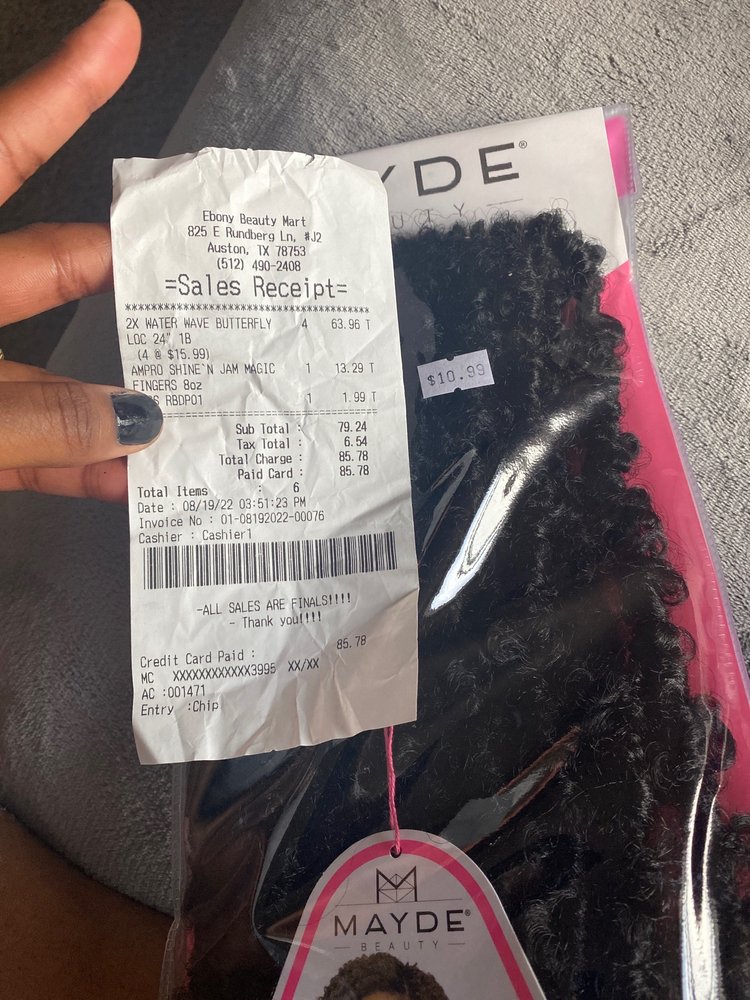 Ebony Beauty Mart
825 E Rundberg Ln, #J2
Auston, TX 78753
(512) 490-2408
=Sales Receipt=
2X WATER WAVE BUTTERFLY 4 63.96 T
LOC 24" 1B
(4 @ $15.99)
AMPRO SHINE`N JAM MAGIC 1 13.29 T
FINGERS 8oz
RBDP01 1 1.99 T
Sub Total : 79.24
Tax Total : 6.54
Total Charge : 85.78
Paid Card : 85.78
Total Items : 6
Date : 08/19/22 03:51:23 PM
Invoice No : 01-08192022-00076
Cashier : Cashier1
-ALL SALES ARE FINALS!!!!
- Thank you!!!!
85.78
Credit Card Paid :
MC XXXXXXXXXXXX3995 XX/XX
AC :001471
Entry :Chip
YDE®
UTY
$10.99
MAYDE®
BEAUTY